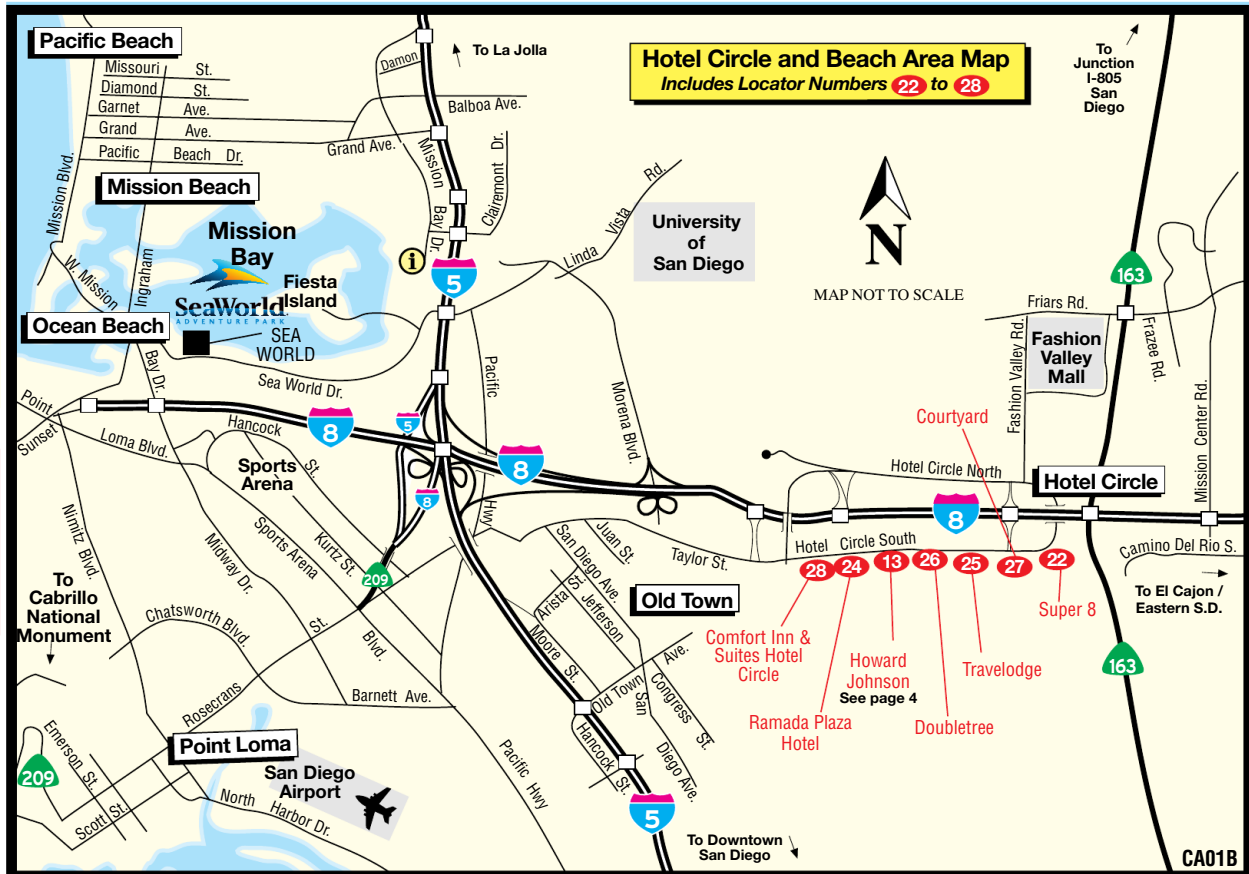 Pacific Beach
Missouri St.
Diamond St.
Garnet Ave.
Grand Ave.
Pacific Beach Dr.
Mission Blvd.
Mission Beach
Damon
To La Jolla
Balboa Ave.
Grand Ave.
Mission Bay Dr.
Clairemont Dr.
Hotel Circle and Beach Area Map
Includes Locator Numbers 22 to 28
To
Junction
I-805
San
Diego
Mission
Bay
SeaWorld
ADVENTURE PARK
SEA
WORLD
Fiesta
Island
W. Mission
Bay Dr.
Ingraham
i
5
Linda Vista Rd.
University
of
San Diego
N
MAP NOT TO SCALE
163
Friars Rd.
Frazee Rd.
Fashion Valley Rd.
Fashion
Valley
Mall
Mission Center Rd.
Ocean Beach
Sea World Dr.
Pacific
Hwy
Morena Blvd.
Point
Loma Blvd.
Sunset
Hancock St.
8
5
8
8
Sports
Arena
Kurtz St.
Sports Arena
Blvd.
Midway Dr.
Nimitz Blvd.
209
Courtyard
Hotel Circle North
Hotel Circle
8
Hotel Circle South
Camino Del Rio S.
To El Cajon /
Eastern S.D.
Taylor St.
Juan St.
San Diego Ave.
Arista St.
Jefferson
Moore St.
Old Town
Old Town Ave.
Congress St.
San Diego Ave.
Hancock St.
28
24
13
26
25
27
22
Comfort Inn &
Suites Hotel
Circle
Ramada Plaza
Hotel
Howard
Johnson
See page 4
Doubletree
Travelodge
Super 8
163
To
Cabrillo
National
Monument
Chatsworth Blvd.
Rosecrans St.
Barnett Ave.
Pacific Hwy
Emerson St.
Scott St.
209
Point Loma
San Diego
Airport
North Harbor Dr.
5
To Downtown
San Diego
CA01B